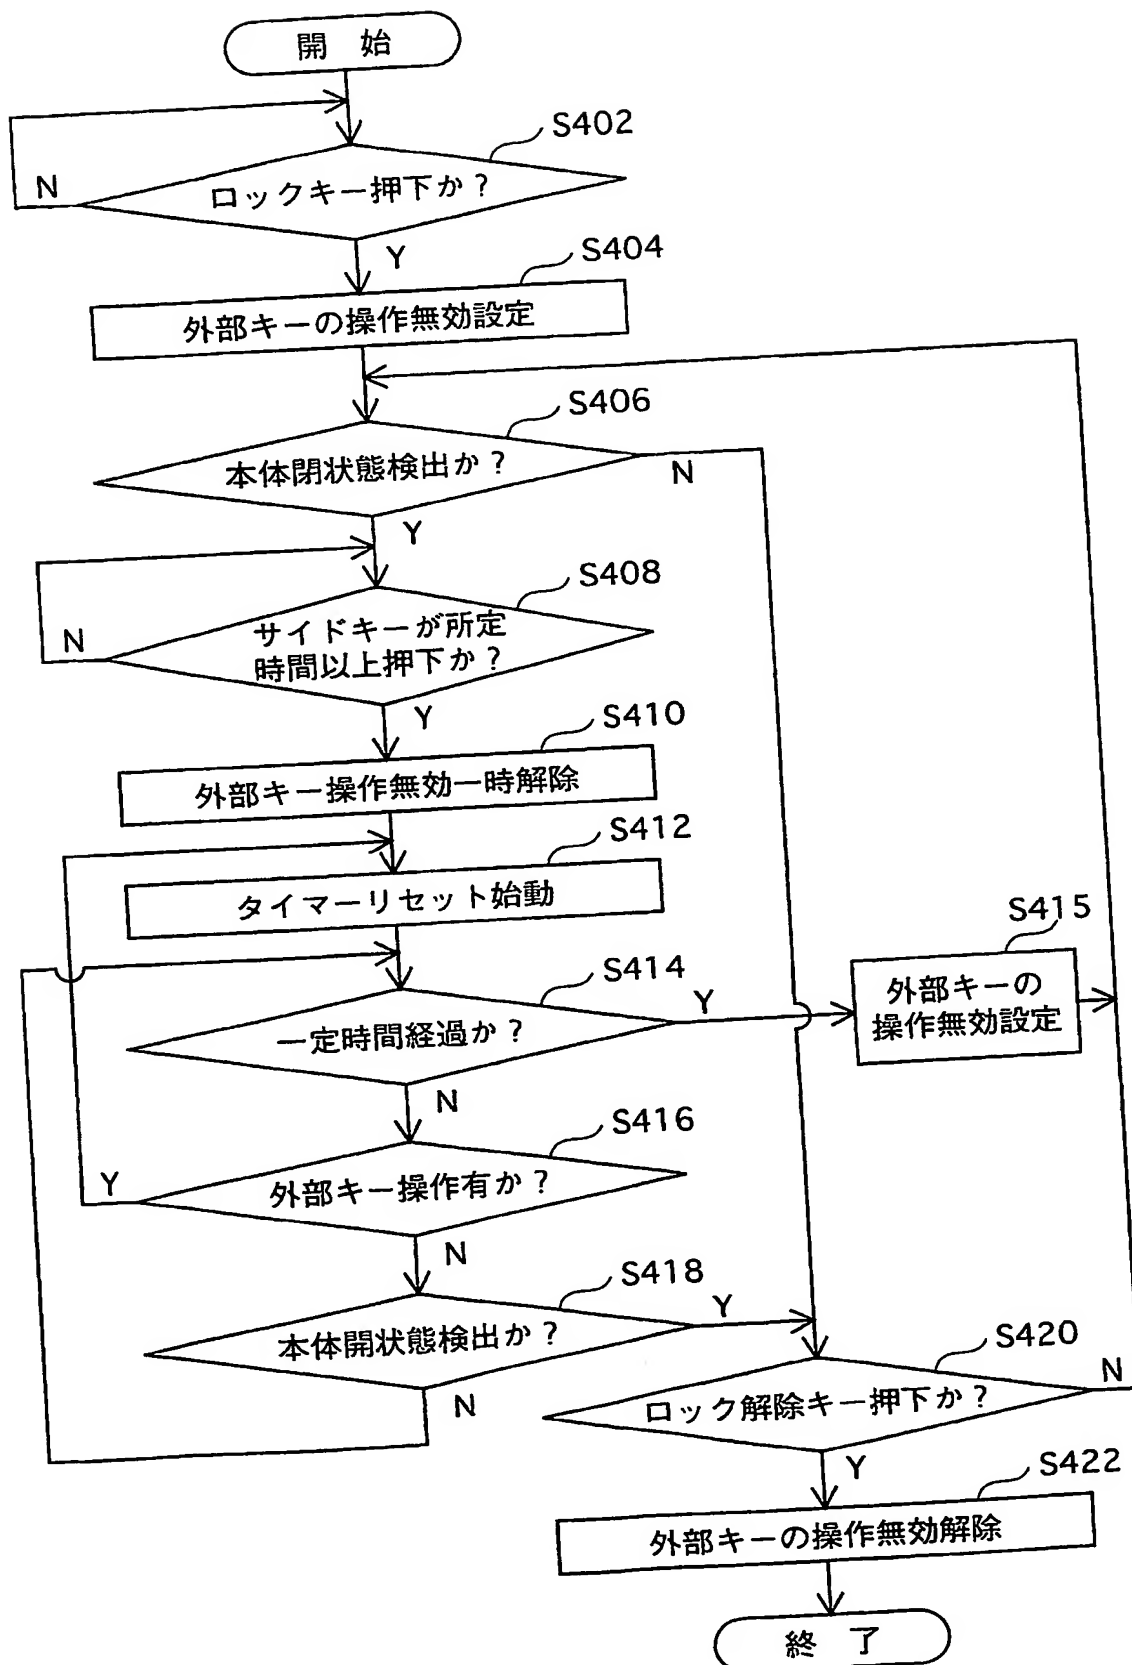 開 始
S402
ロックキー押下か？
N
Y
S404
外部キーの操作無効設定
S406
本体閉状態検出か？
N
Y
S408
サイドキーが所定
時間以上押下か？
N
Y
S410
外部キー操作無効一時解除
S412
タイマーリセット始動
S414
一定時間経過か？
Y
S415
外部キーの
操作無効設定
N
S416
外部キー操作有か？
Y
N
S418
本体開状態検出か？
Y
N
S420
ロック解除キー押下か？
N
Y
S422
外部キーの操作無効解除
終 了